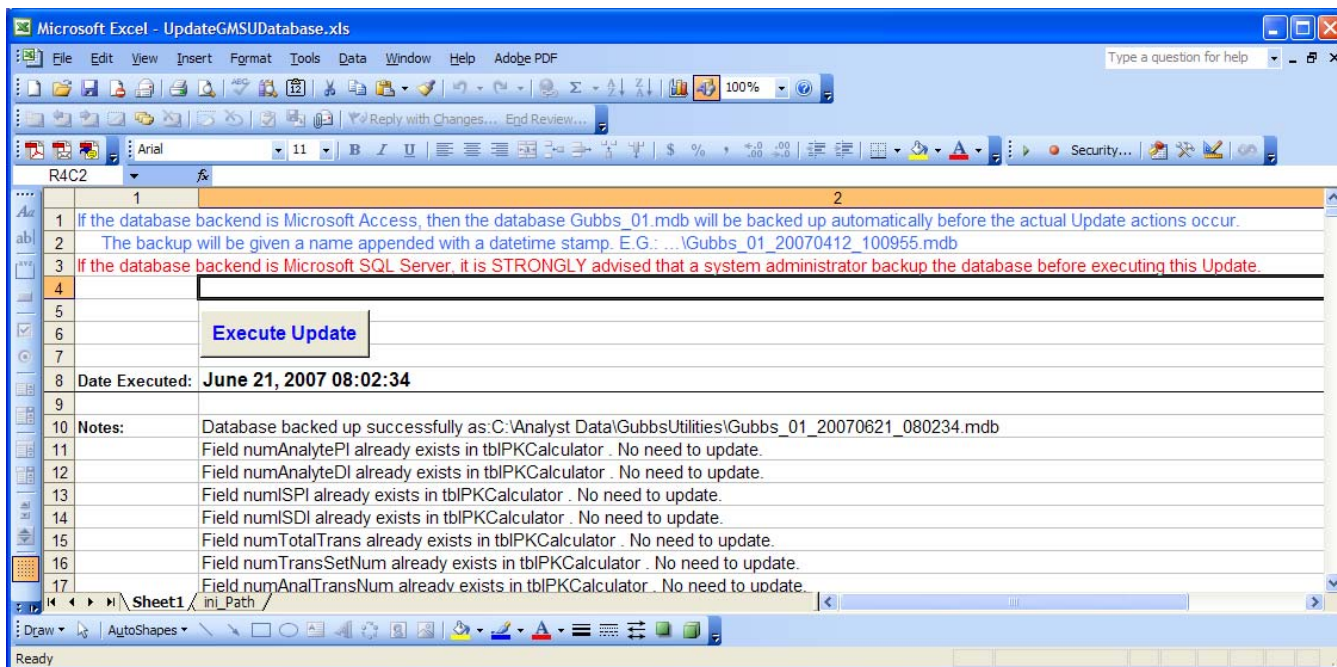 Microsoft Excel - UpdateGMSUDatabase.xls
File Edit View Insert Format Tools Data Window Help Adobe PDF Type a question for help
100%
Reply with Changes... End Review...
Arial 11 B I U $ % , Security...
R4C2 fx
1 2
1 If the database backend is Microsoft Access, then the database Gubbs_01.mdb will be backed up automatically before the actual Update actions occur.
2 The backup will be given a name appended with a datetime stamp. E.G.: ...\Gubbs_01_20070412_100955.mdb
3 If the database backend is Microsoft SQL Server, it is STRONGLY advised that a system administrator backup the database before executing this Update.
4
5
6 Execute Update
7
8 Date Executed: June 21, 2007 08:02:34
9
10 Notes: Database backed up successfully as:C:\Analyst Data\GubbsUtilities\Gubbs_01_20070621_080234.mdb
11 Field numAnalytePI already exists in tblPKCalculator . No need to update.
12 Field numAnalyteDI already exists in tblPKCalculator . No need to update.
13 Field numISPI already exists in tblPKCalculator . No need to update.
14 Field numISDI already exists in tblPKCalculator . No need to update.
15 Field numTotalTrans already exists in tblPKCalculator . No need to update.
16 Field numTransSetNum already exists in tblPKCalculator . No need to update.
17 Field numAnalTransNum already exists in tblPKCalculator . No need to update.
Sheet1 ini_Path
Draw AutoShapes
Ready